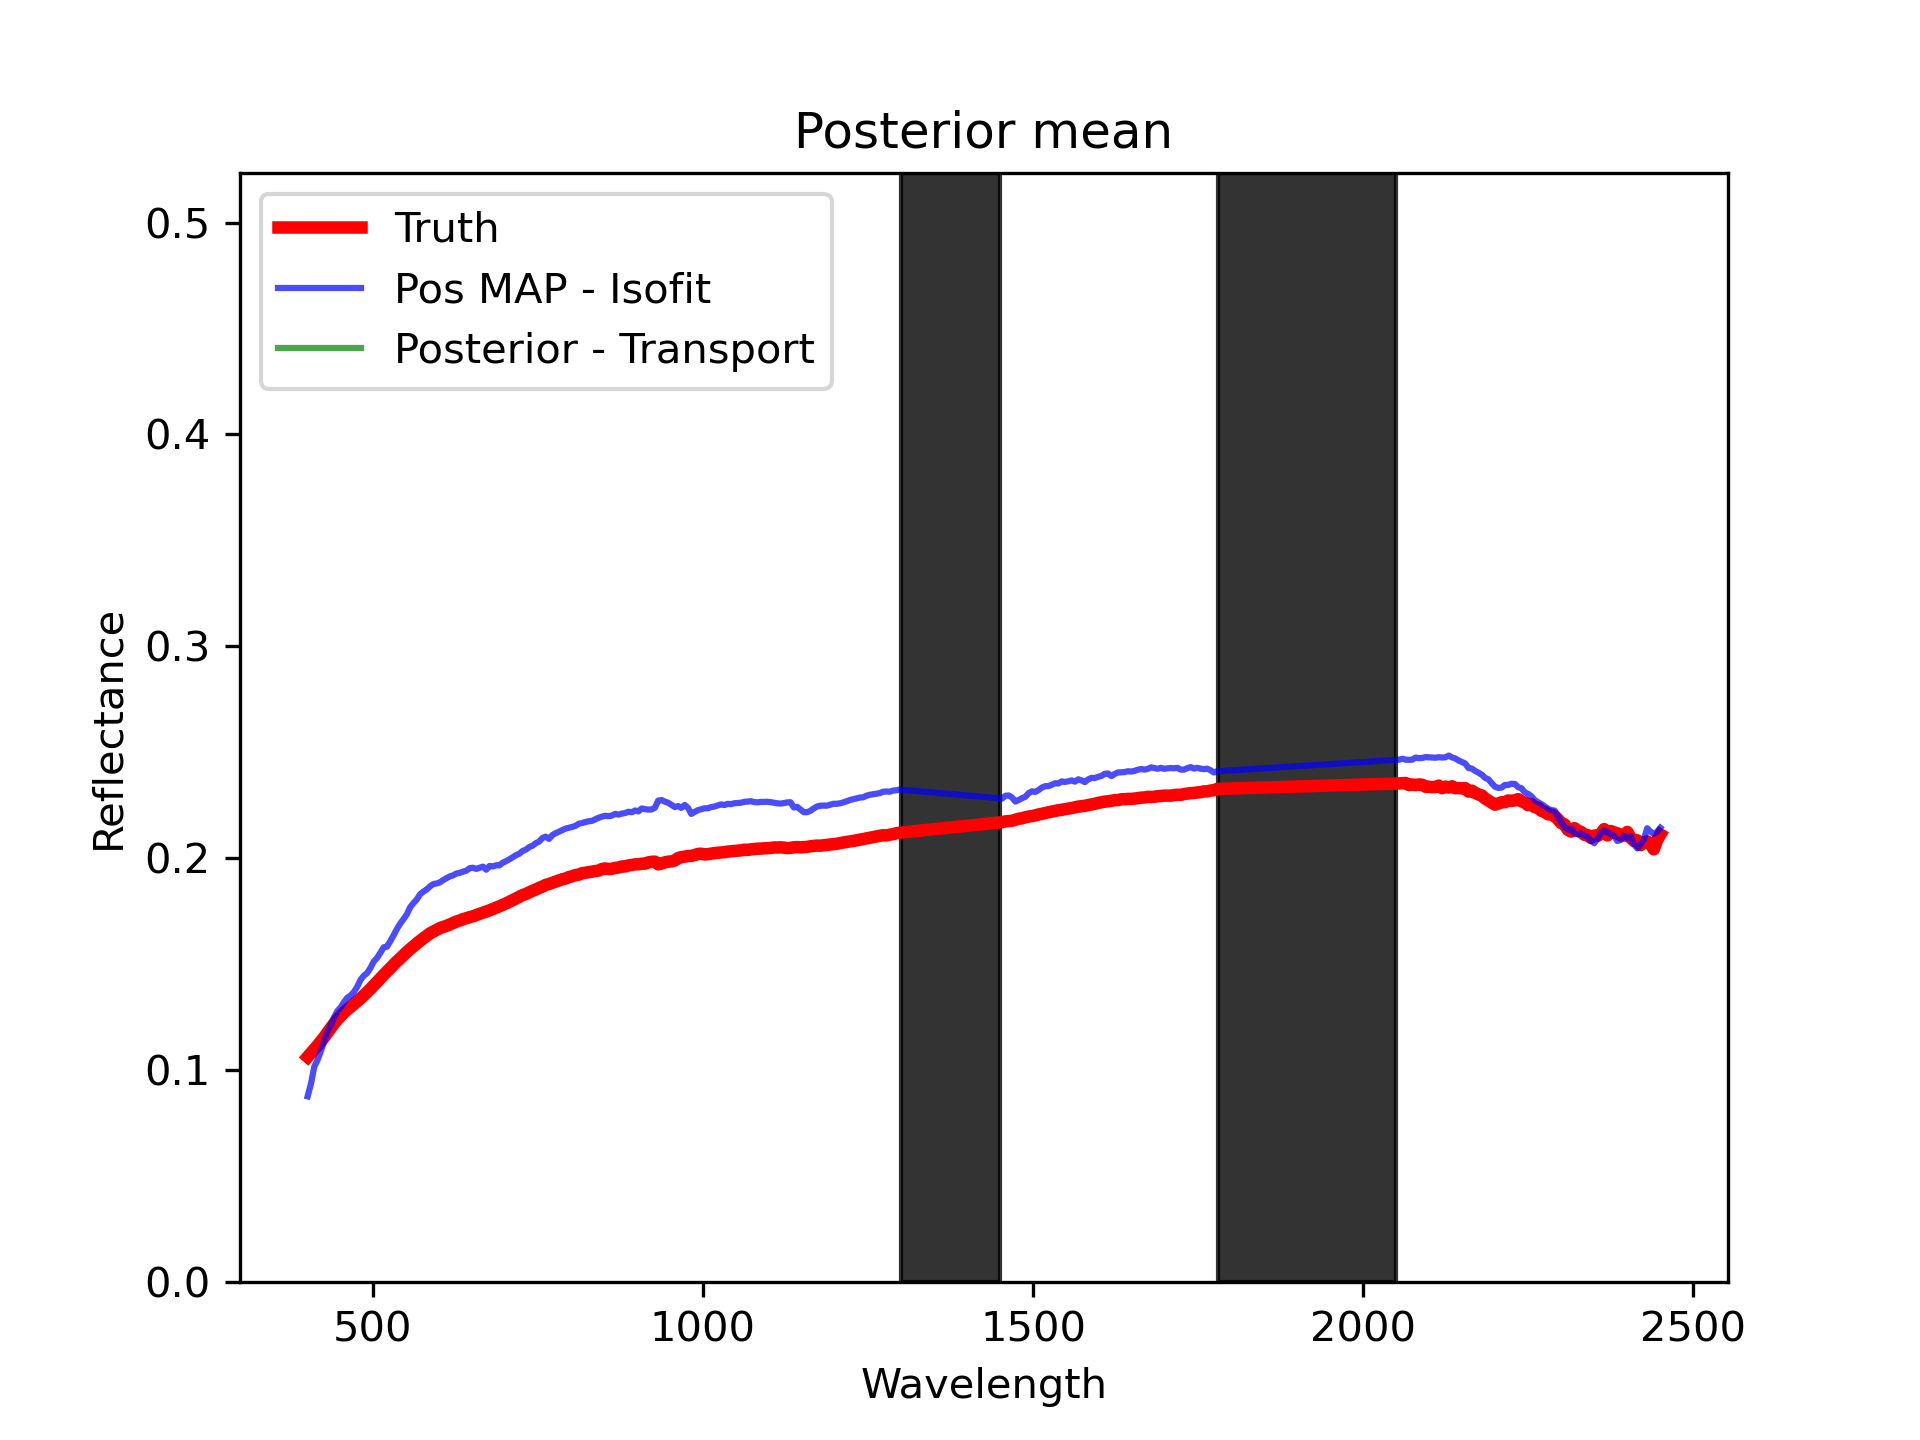 Posterior mean
Truth
Pos MAP - Isofit
Posterior - Transport
Reflectance
0.5
0.4
0.3
0.2
0.1
0.0
500 1000 1500 2000 2500
Wavelength